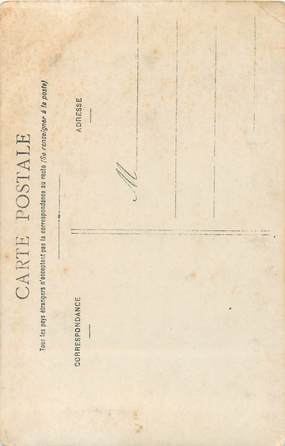 CARTE POSTALE
Tous les pays étrangers n'acceptent pas la correspondance au recto (Se renseigner à la poste)
CORRESPONDANCE
ADRESSE
M